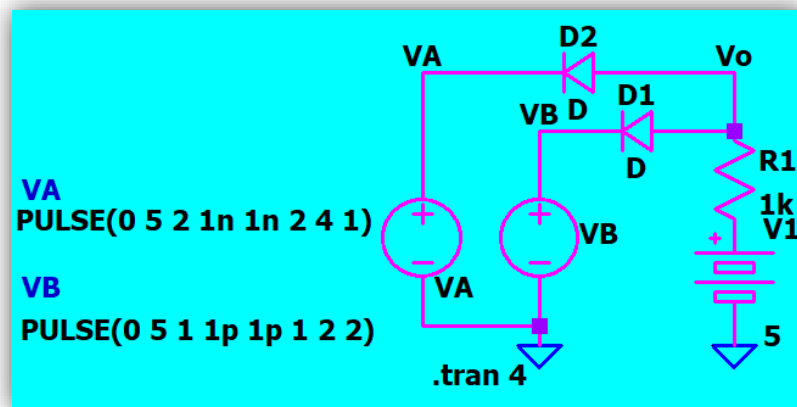 D2
VA
Vo
D
D1
VB
D
R1
1k
V1
VA
PULSE(0 5 2 1n 1n 2 4 1)
+
+
+
VB
–
–
VA
VB
PULSE(0 5 1 1p 1p 1 2 2)
5
.tran 4